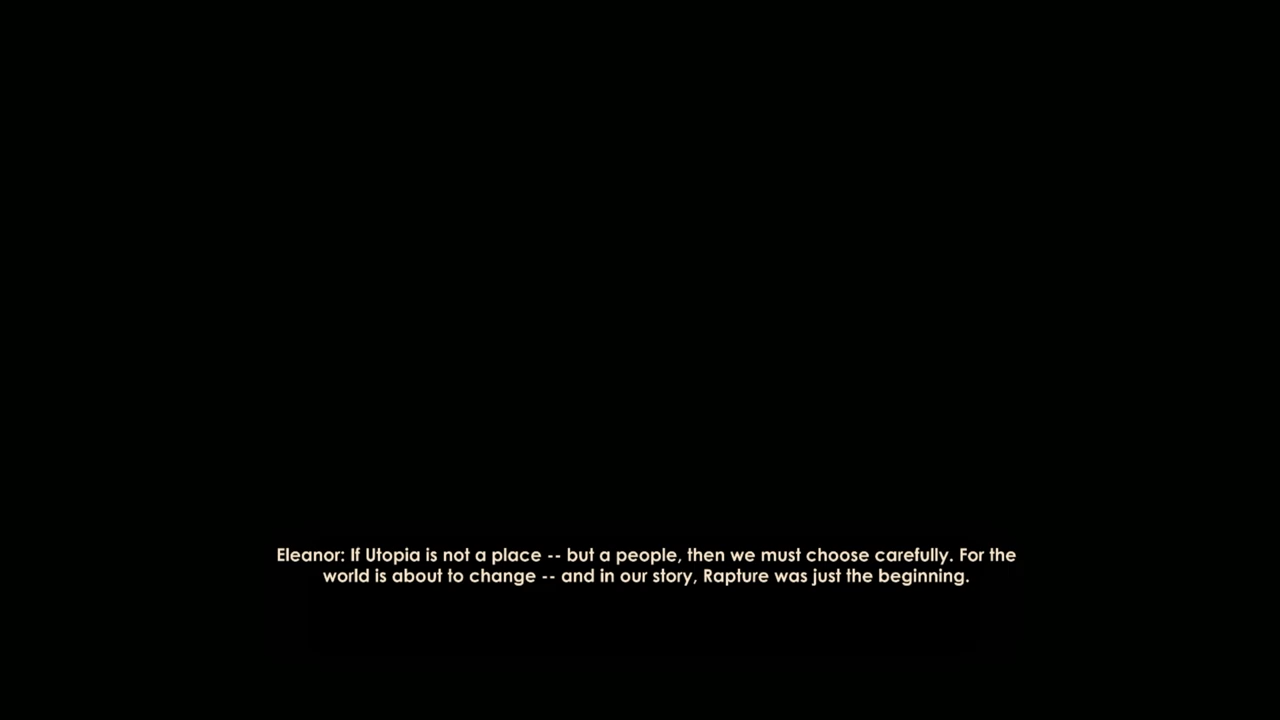 Eleanor: If Utopia is not a place -- but a people, then we must choose carefully. For the
world is about to change -- and in our story, Rapture was just the beginning.